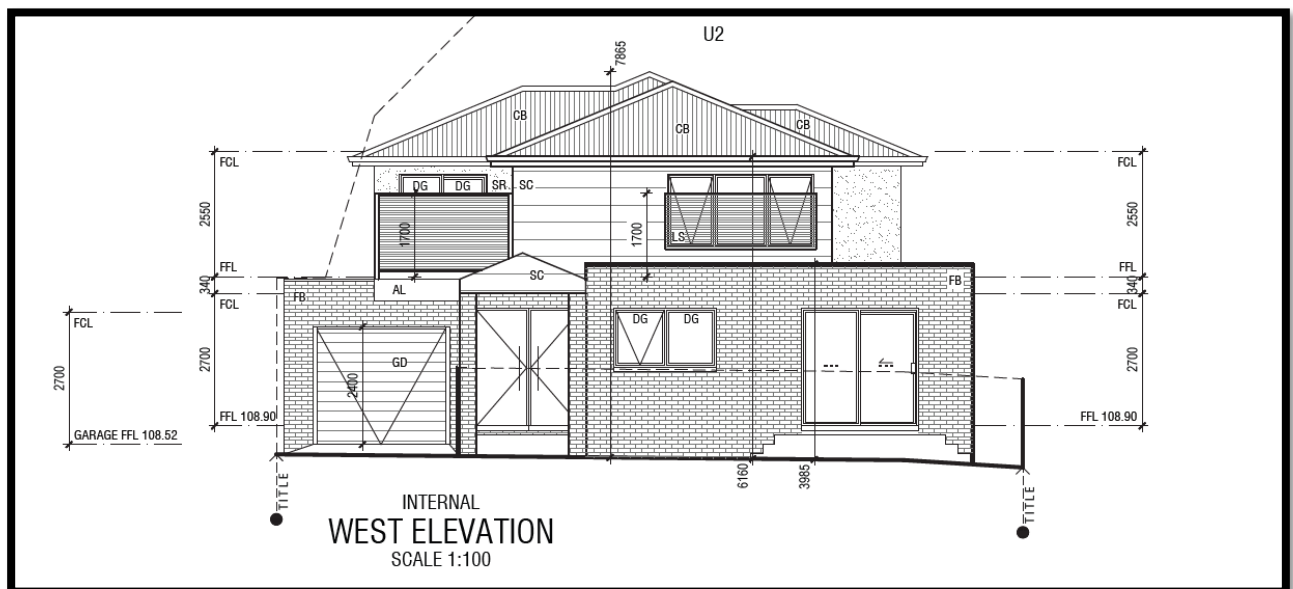 U2
7865
CB
CB
CB
FCL
FCL
DG DG SR SC
2550
1700
1700
LS
2550
FFL
FFL
340
AL
SC
FB
340
FB
FCL
FCL
FCL
DG DG
2700
2700
GD
2400
2700
FFL 108.90
FFL 108.90
GARAGE FFL 108.52
6160
3985
TITLE
TITLE
INTERNAL
WEST ELEVATION
SCALE 1:100